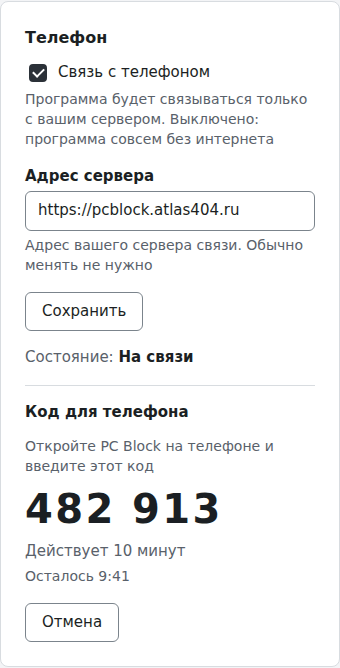 Телефон
Связь с телефоном
Программа будет связываться только
с вашим сервером. Выключено:
программа совсем без интернета
Адрес сервера
https://pcblock.atlas404.ru
Адрес вашего сервера связи. Обычно
менять не нужно
Сохранить
Состояние: На связи
Код для телефона
Откройте PC Block на телефоне и
введите этот код
482 913
Действует 10 минут
Осталось 9:41
Отмена